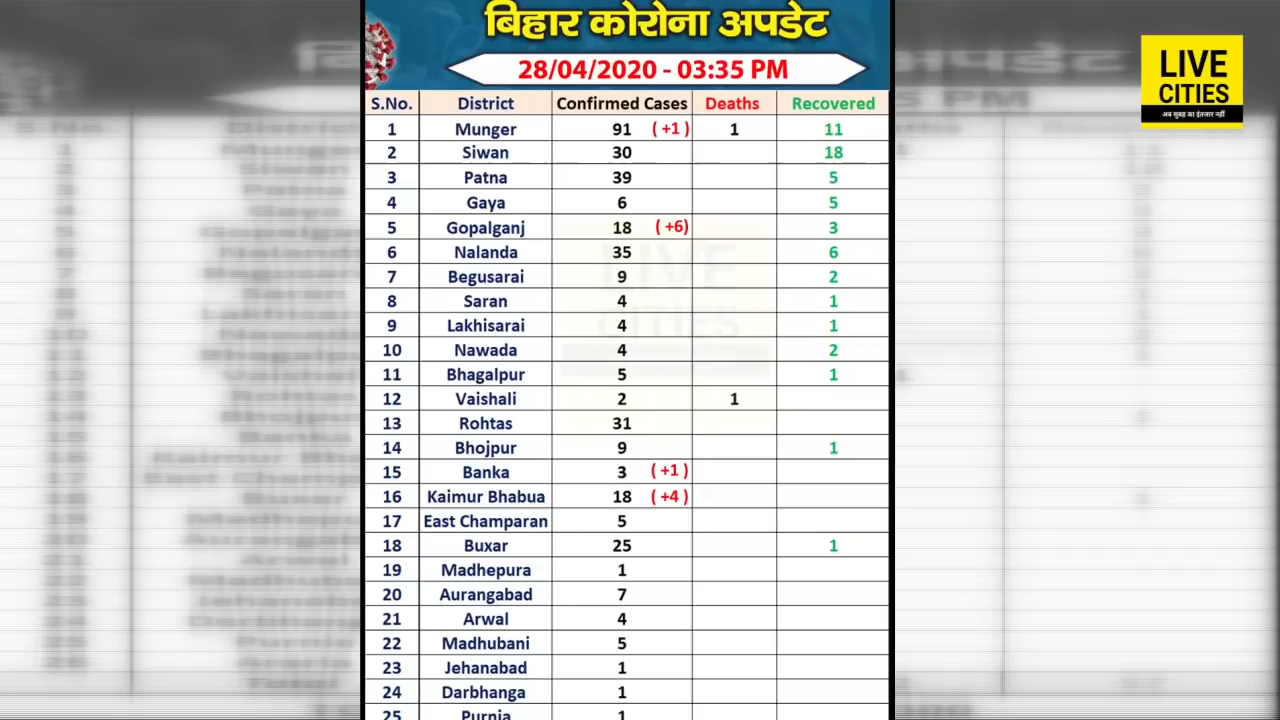 बिहार कोरोना अपडेट
28/04/2020 - 03:35 PM
LIVE
CITIES
अब सुबह का इंतजार नहीं
S.No. District Confirmed Cases Deaths Recovered
1 Munger 91 ( +1 ) 1 11
2 Siwan 30 18
3 Patna 39 5
4 Gaya 6 5
5 Gopalganj 18 ( +6) 3
6 Nalanda 35 6
7 Begusarai 9 2
8 Saran 4 1
9 Lakhisarai 4 1
10 Nawada 4 2
11 Bhagalpur 5 1
12 Vaishali 2 1
13 Rohtas 31
14 Bhojpur 9 1
15 Banka 3 ( +1 )
16 Kaimur Bhabua 18 ( +4 )
17 East Champaran 5
18 Buxar 25 1
19 Madhepura 1
20 Aurangabad 7
21 Arwal 4
22 Madhubani 5
23 Jehanabad 1
24 Darbhanga 1
25 Purnia 1